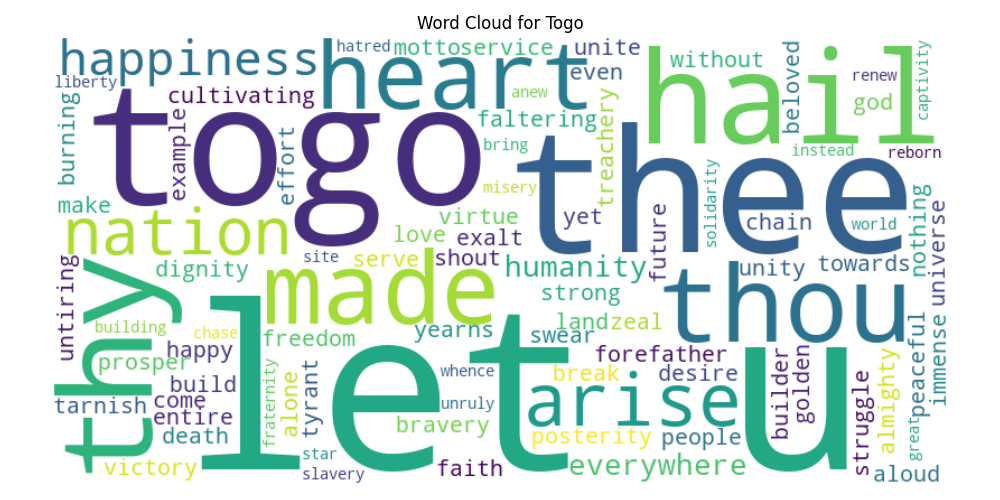 Word Cloud for Togo
happiness
liberty
hatred
heart
mottoservice
unite
even
anew
hail
without
beloved
renew
god
captivity
burning
togo
cultivating
example
effort
faltering
bring
treachery
thee
instead
reborn
misery
solidarity
make
nation
virtue
love
exalt
yet
future
chain
world
nothing
universe
untiring
thy
dignity
site
serve
shout
made
humanity
strong
thou
unity
towards
building
chase
prosper
happy
freedom
yearns
swear
land
zeal
let
forefather
immense
peaceful
build
come
entire
tarnish
death
fraternity
alone
tyrant
whence
unruly
bravery
arise
break
desire
u
builder
golden
struggle
almighty
great
posterity
people
victory
star
slavery
faith
everywhere
aloud